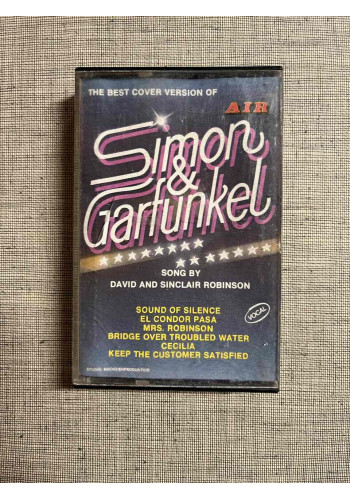 THE BEST COVER VERSION OF
AIR
Simon
&
Garfunkel
SONG BY
DAVID AND SINCLAIR ROBINSON
SOUND OF SILENCE
EL CONDOR PASA
MRS. ROBINSON
BRIDGE OVER TROUBLED WATER
CECILIA
KEEP THE CUSTOMER SATISFIED
VOCAL